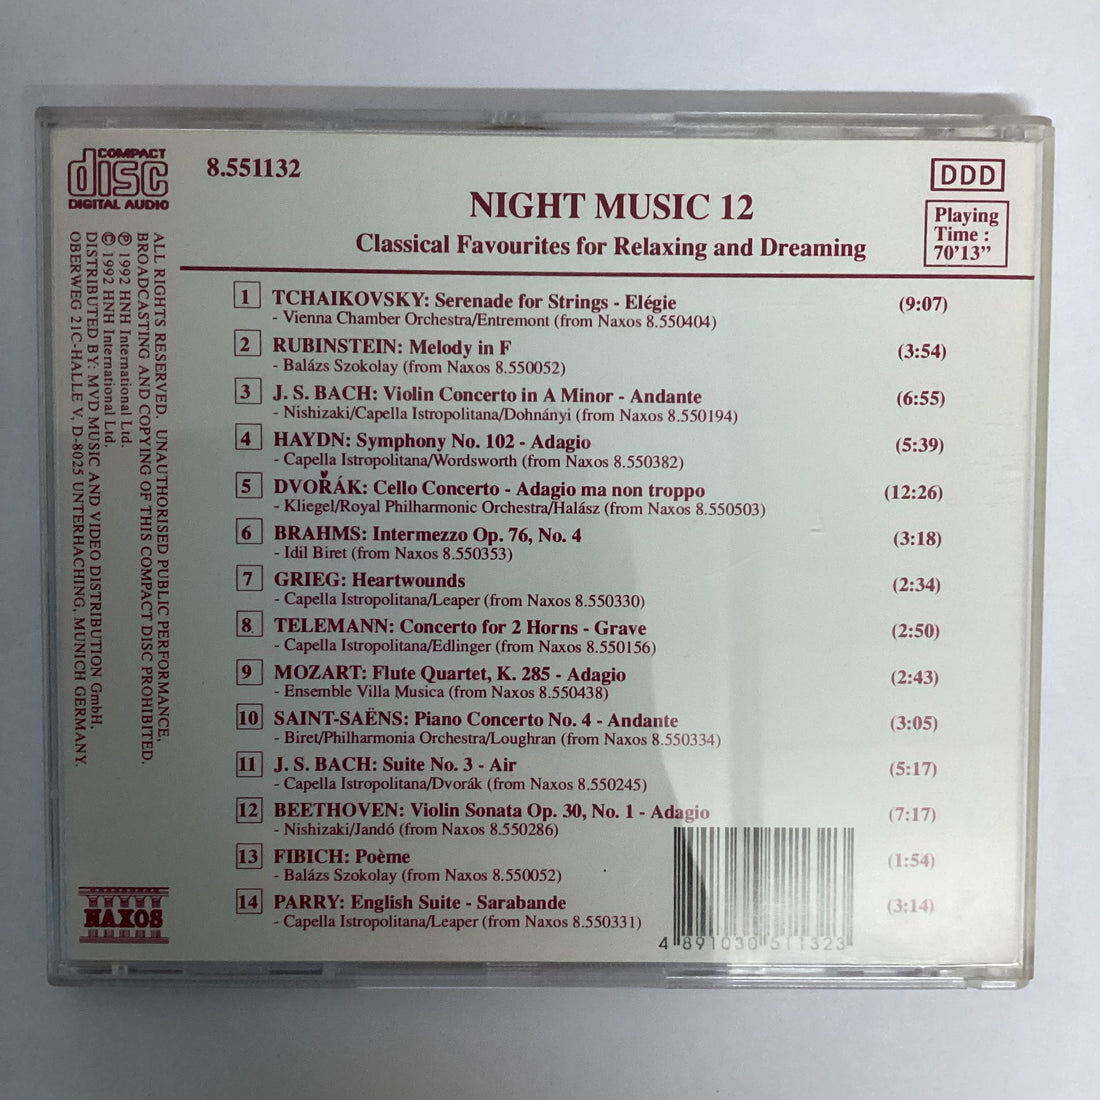 COMPACT
disc
DIGITAL AUDIO
8.551132
NIGHT MUSIC 12
Classical Favourites for Relaxing and Dreaming
DDD
Playing
Time :
70'13"
1 TCHAIKOVSKY: Serenade for Strings - Elégie (9:07)
- Vienna Chamber Orchestra/Entremont (from Naxos 8.550404)
2 RUBINSTEIN: Melody in F (3:54)
- Balázs Szokolay (from Naxos 8.550052)
3 J. S. BACH: Violin Concerto in A Minor - Andante (6:55)
- Nishizaki/Capella Istropolitana/Dohnányi (from Naxos 8.550194)
4 HAYDN: Symphony No. 102 - Adagio (5:39)
- Capella Istropolitana/Wordsworth (from Naxos 8.550382)
5 DVOŘÁK: Cello Concerto - Adagio ma non troppo (12:26)
- Kliegel/Royal Philharmonic Orchestra/Halász (from Naxos 8.550503)
6 BRAHMS: Intermezzo Op. 76, No. 4 (3:18)
- Idil Biret (from Naxos 8.550353)
7 GRIEG: Heartwounds (2:34)
- Capella Istropolitana/Leaper (from Naxos 8.550330)
8 TELEMANN: Concerto for 2 Horns - Grave (2:50)
- Capella Istropolitana/Edlinger (from Naxos 8.550156)
9 MOZART: Flute Quartet, K. 285 - Adagio (2:43)
- Ensemble Villa Musica (from Naxos 8.550438)
10 SAINT-SAËNS: Piano Concerto No. 4 - Andante (3:05)
- Biret/Philharmonia Orchestra/Loughran (from Naxos 8.550334)
11 J. S. BACH: Suite No. 3 - Air (5:17)
- Capella Istropolitana/Dvorák (from Naxos 8.550245)
12 BEETHOVEN: Violin Sonata Op. 30, No. 1 - Adagio (7:17)
- Nishizaki/Jandó (from Naxos 8.550286)
13 FIBICH: Poème (1:54)
- Balázs Szokolay (from Naxos 8.550052)
14 PARRY: English Suite - Sarabande (3:14)
- Capella Istropolitana/Leaper (from Naxos 8.550331)
4 891030 511323
ALL RIGHTS RESERVED. UNAUTHORISED PUBLIC PERFORMANCE,
BROADCASTING AND COPYING OF THIS COMPACT DISC PROHIBITED.
℗ 1992 HNH International Ltd.
© 1992 HNH International Ltd.
DISTRIBUTED BY: MVD MUSIC AND VIDEO DISTRIBUTION GmbH,
OBERWEG 21C-HALLE V, D-8025 UNTERHACHING, MUNICH GERMANY.
NAXOS